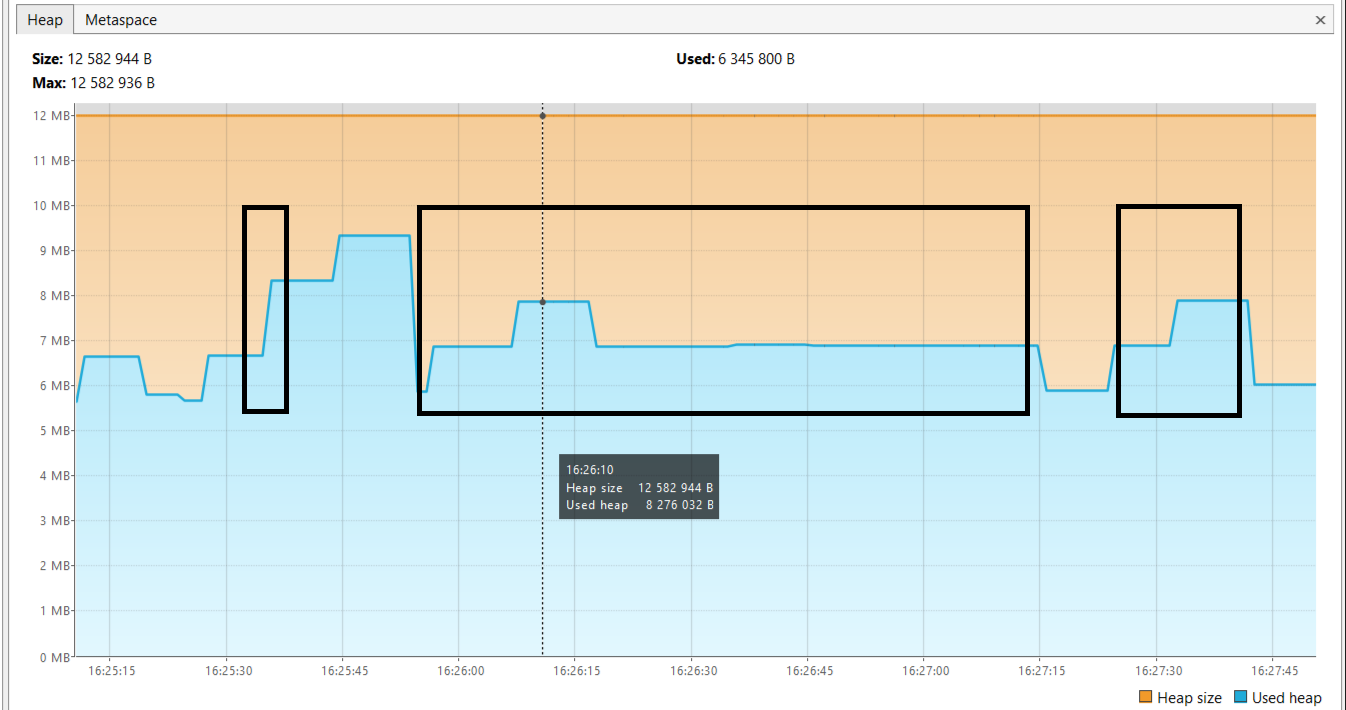 Heap Metaspace
Size: 12 582 944 B Used: 6 345 800 B
Max: 12 582 936 B
12 MB
11 MB
10 MB
9 MB
8 MB
7 MB
6 MB
5 MB
4 MB
3 MB
2 MB
1 MB
0 MB
16:26:10
Heap size 12 582 944 B
Used heap 8 276 032 B
16:25:15 16:25:30 16:25:45 16:26:00 16:26:15 16:26:30 16:26:45 16:27:00 16:27:15 16:27:30 16:27:45
Heap size Used heap